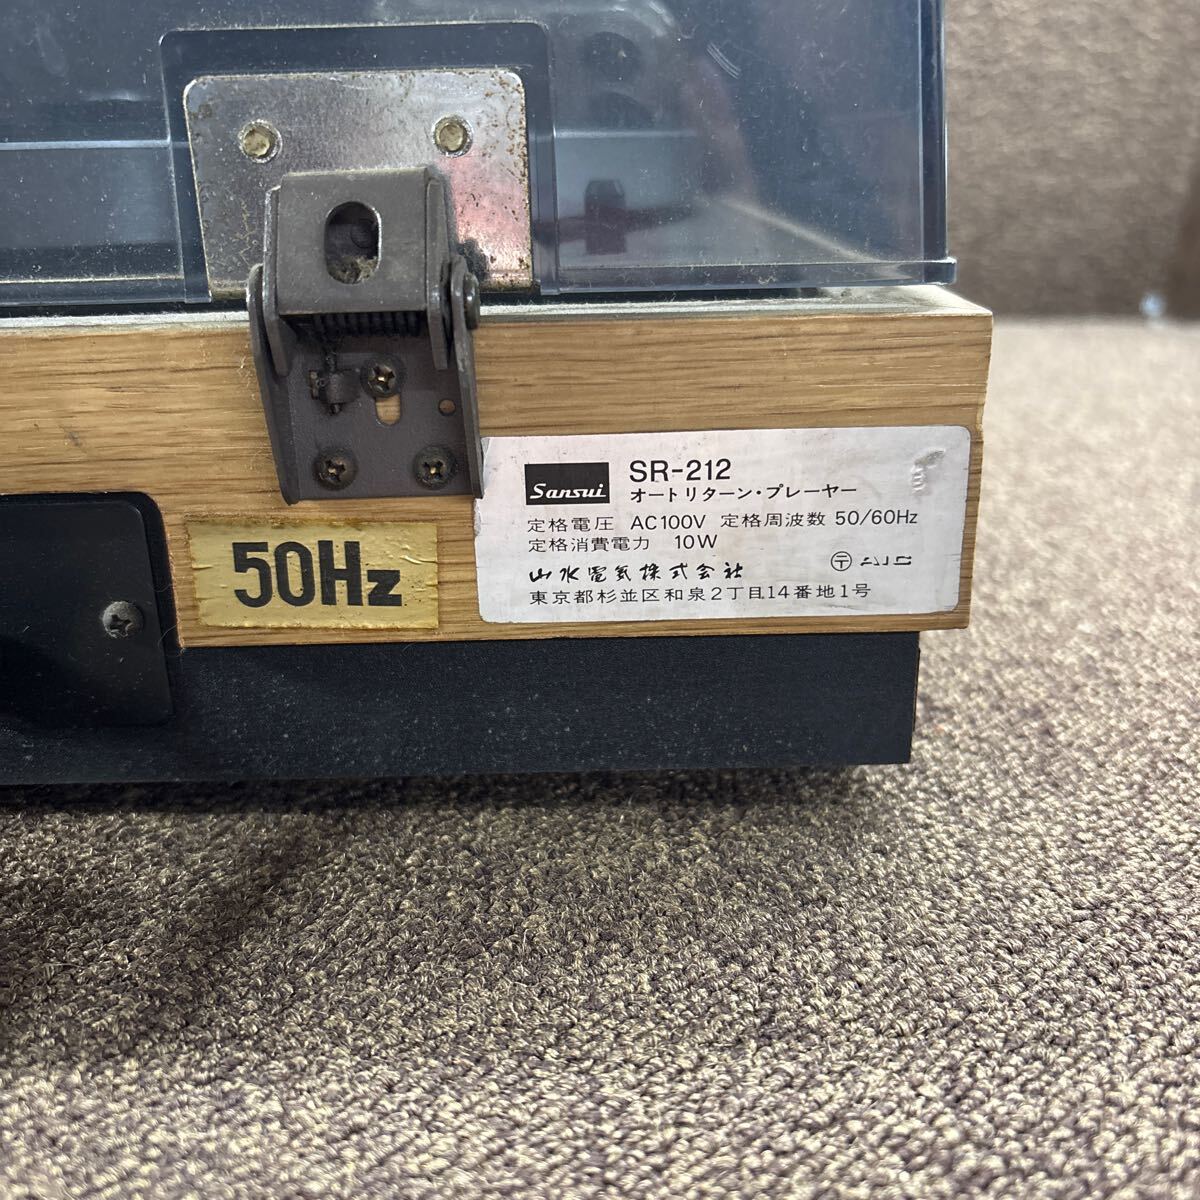 50Hz
Sansui SR-212
オートリターン・プレーヤー
定格電圧 AC100V 定格周波数 50/60Hz
定格消費電力 10W
山水電気株式会社 〒
東京都杉並区和泉2丁目14番地1号